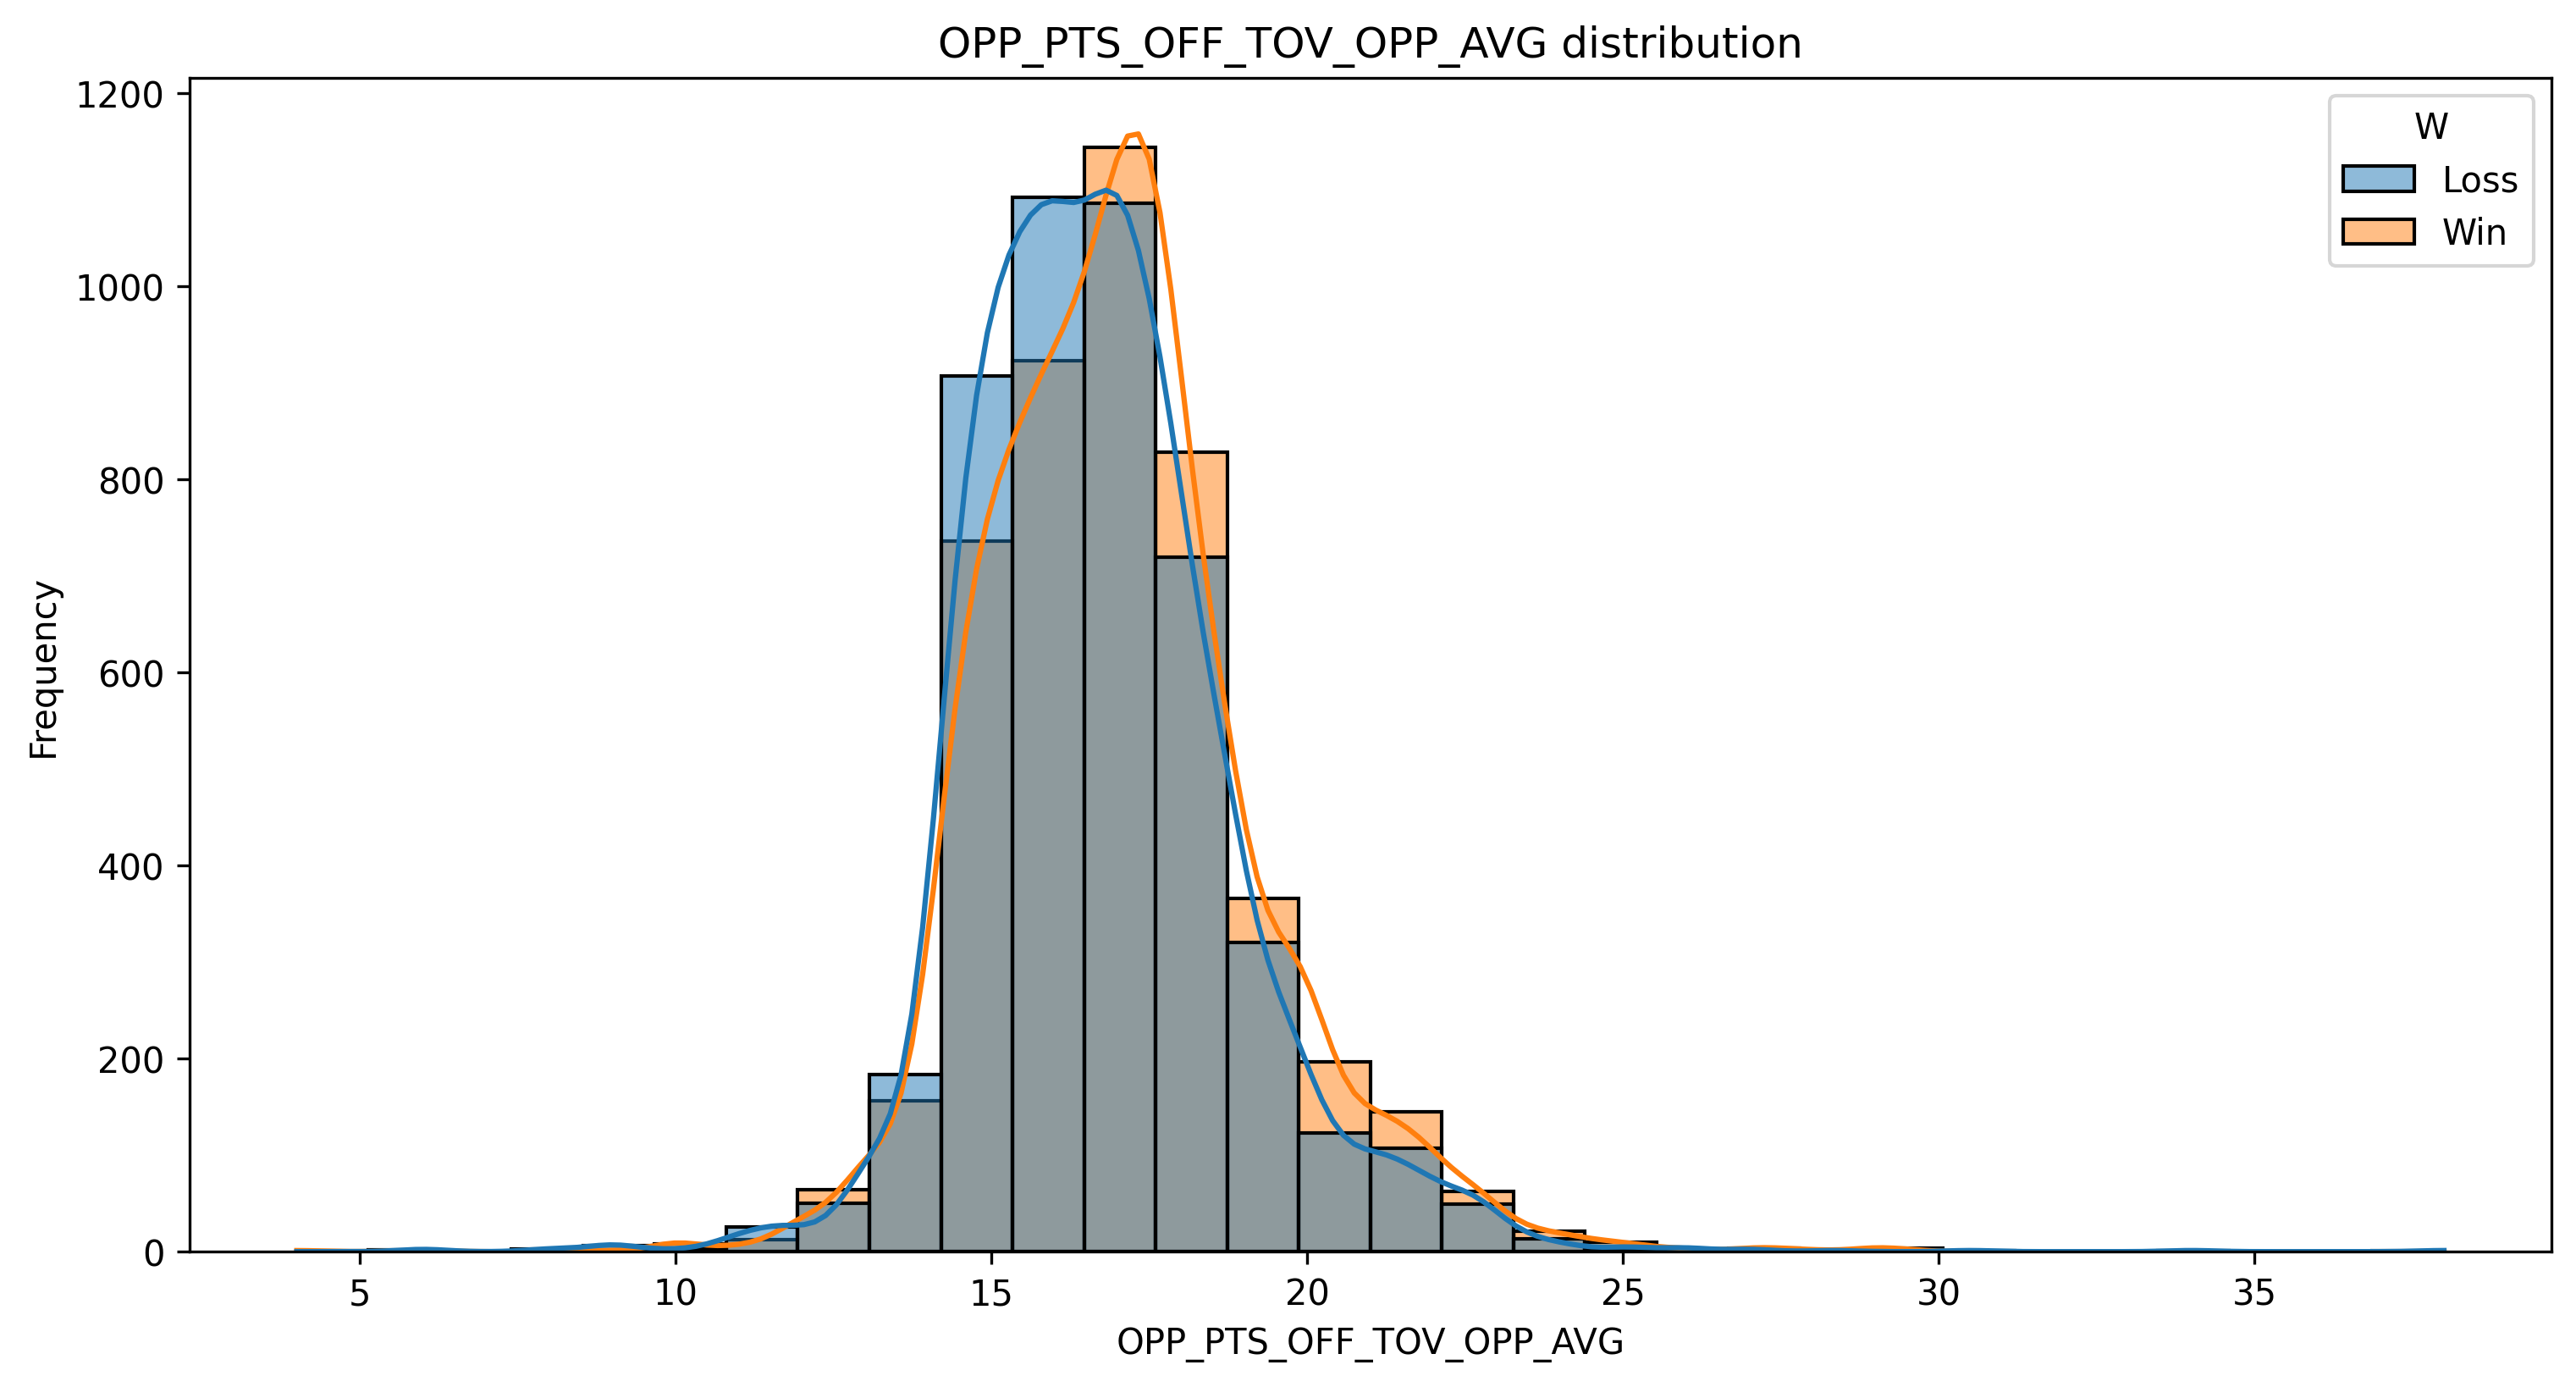 OPP_PTS_OFF_TOV_OPP_AVG distribution
W
Loss
Win
Frequency
1200
1000
800
600
400
200
0
5 10 15 20 25 30 35
OPP_PTS_OFF_TOV_OPP_AVG